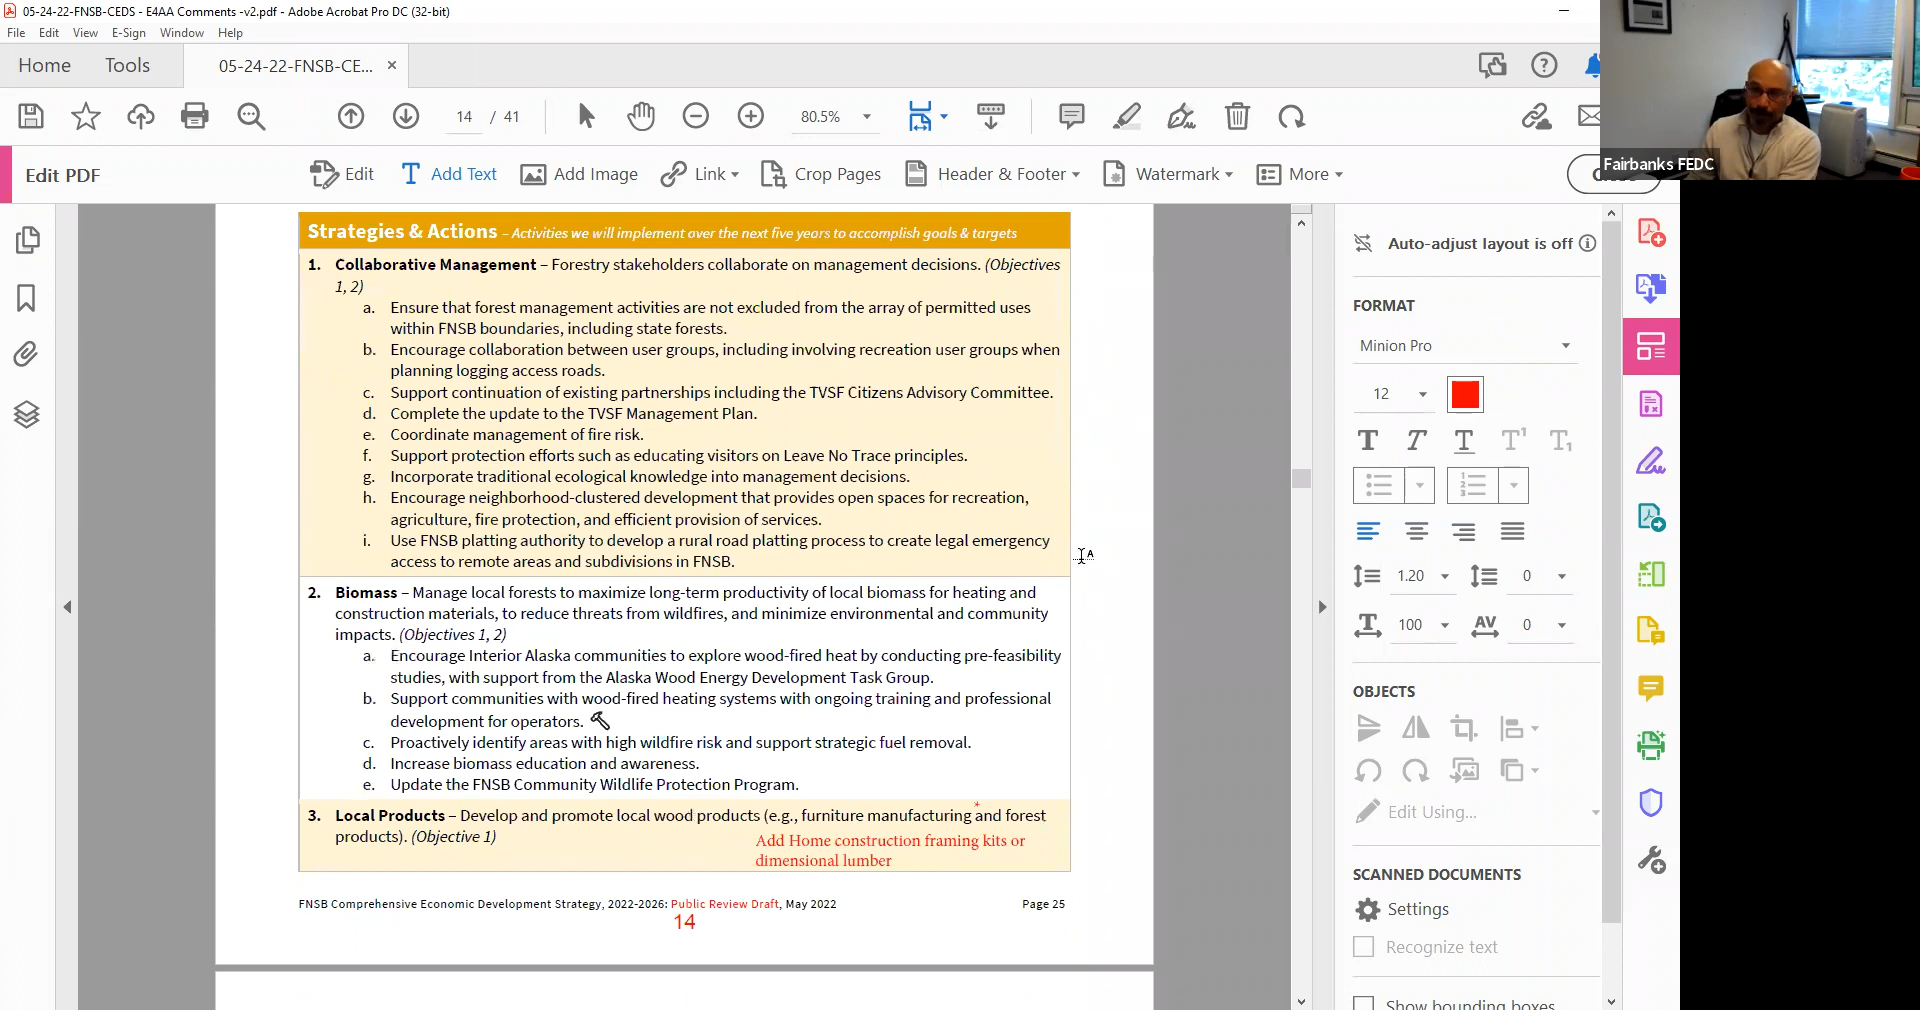 05-24-22-FNSB-CEDS - E4AA Comments -v2.pdf - Adobe Acrobat Pro DC (32-bit)
File Edit View E-Sign Window Help
Home Tools 05-24-22-FNSB-CE... ×
14 / 41 80.5%
Edit PDF Edit Add Text Add Image Link Crop Pages Header & Footer Watermark More
Fairbanks FEDC
Strategies & Actions – Activities we will implement over the next five years to accomplish goals & targets
1. Collaborative Management – Forestry stakeholders collaborate on management decisions. (Objectives
1, 2)
a. Ensure that forest management activities are not excluded from the array of permitted uses
within FNSB boundaries, including state forests.
b. Encourage collaboration between user groups, including involving recreation user groups when
planning logging access roads.
c. Support continuation of existing partnerships including the TVSF Citizens Advisory Committee.
d. Complete the update to the TVSF Management Plan.
e. Coordinate management of fire risk.
f. Support protection efforts such as educating visitors on Leave No Trace principles.
g. Incorporate traditional ecological knowledge into management decisions.
h. Encourage neighborhood-clustered development that provides open spaces for recreation,
agriculture, fire protection, and efficient provision of services.
i. Use FNSB platting authority to develop a rural road platting process to create legal emergency
access to remote areas and subdivisions in FNSB.
2. Biomass – Manage local forests to maximize long-term productivity of local biomass for heating and
construction materials, to reduce threats from wildfires, and minimize environmental and community
impacts. (Objectives 1, 2)
a. Encourage Interior Alaska communities to explore wood-fired heat by conducting pre-feasibility
studies, with support from the Alaska Wood Energy Development Task Group.
b. Support communities with wood-fired heating systems with ongoing training and professional
development for operators.
c. Proactively identify areas with high wildfire risk and support strategic fuel removal.
d. Increase biomass education and awareness.
e. Update the FNSB Community Wildlife Protection Program.
3. Local Products – Develop and promote local wood products (e.g., furniture manufacturing * and forest
products). (Objective 1)
Add Home construction framing kits or
dimensional lumber
FNSB Comprehensive Economic Development Strategy, 2022-2026: Public Review Draft, May 2022 Page 25
14
Auto-adjust layout is off
FORMAT
Minion Pro
12
T T T T¹ T₁
1.20 0
100 AV 0
OBJECTS
Edit Using...
SCANNED DOCUMENTS
Settings
Recognize text
Show bounding boxes